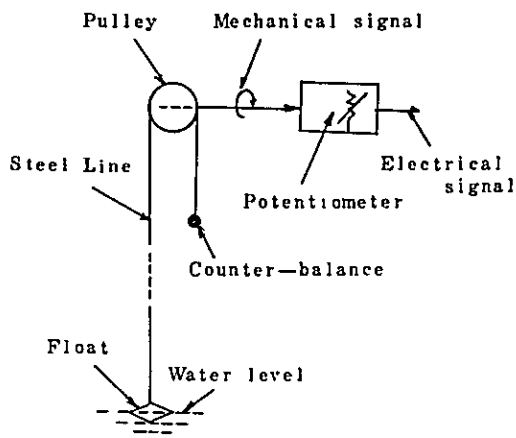 Pulley
Mechanical signal
Steel Line
Electrical
signal
Potentiometer
Counter—balance
Float
Water level